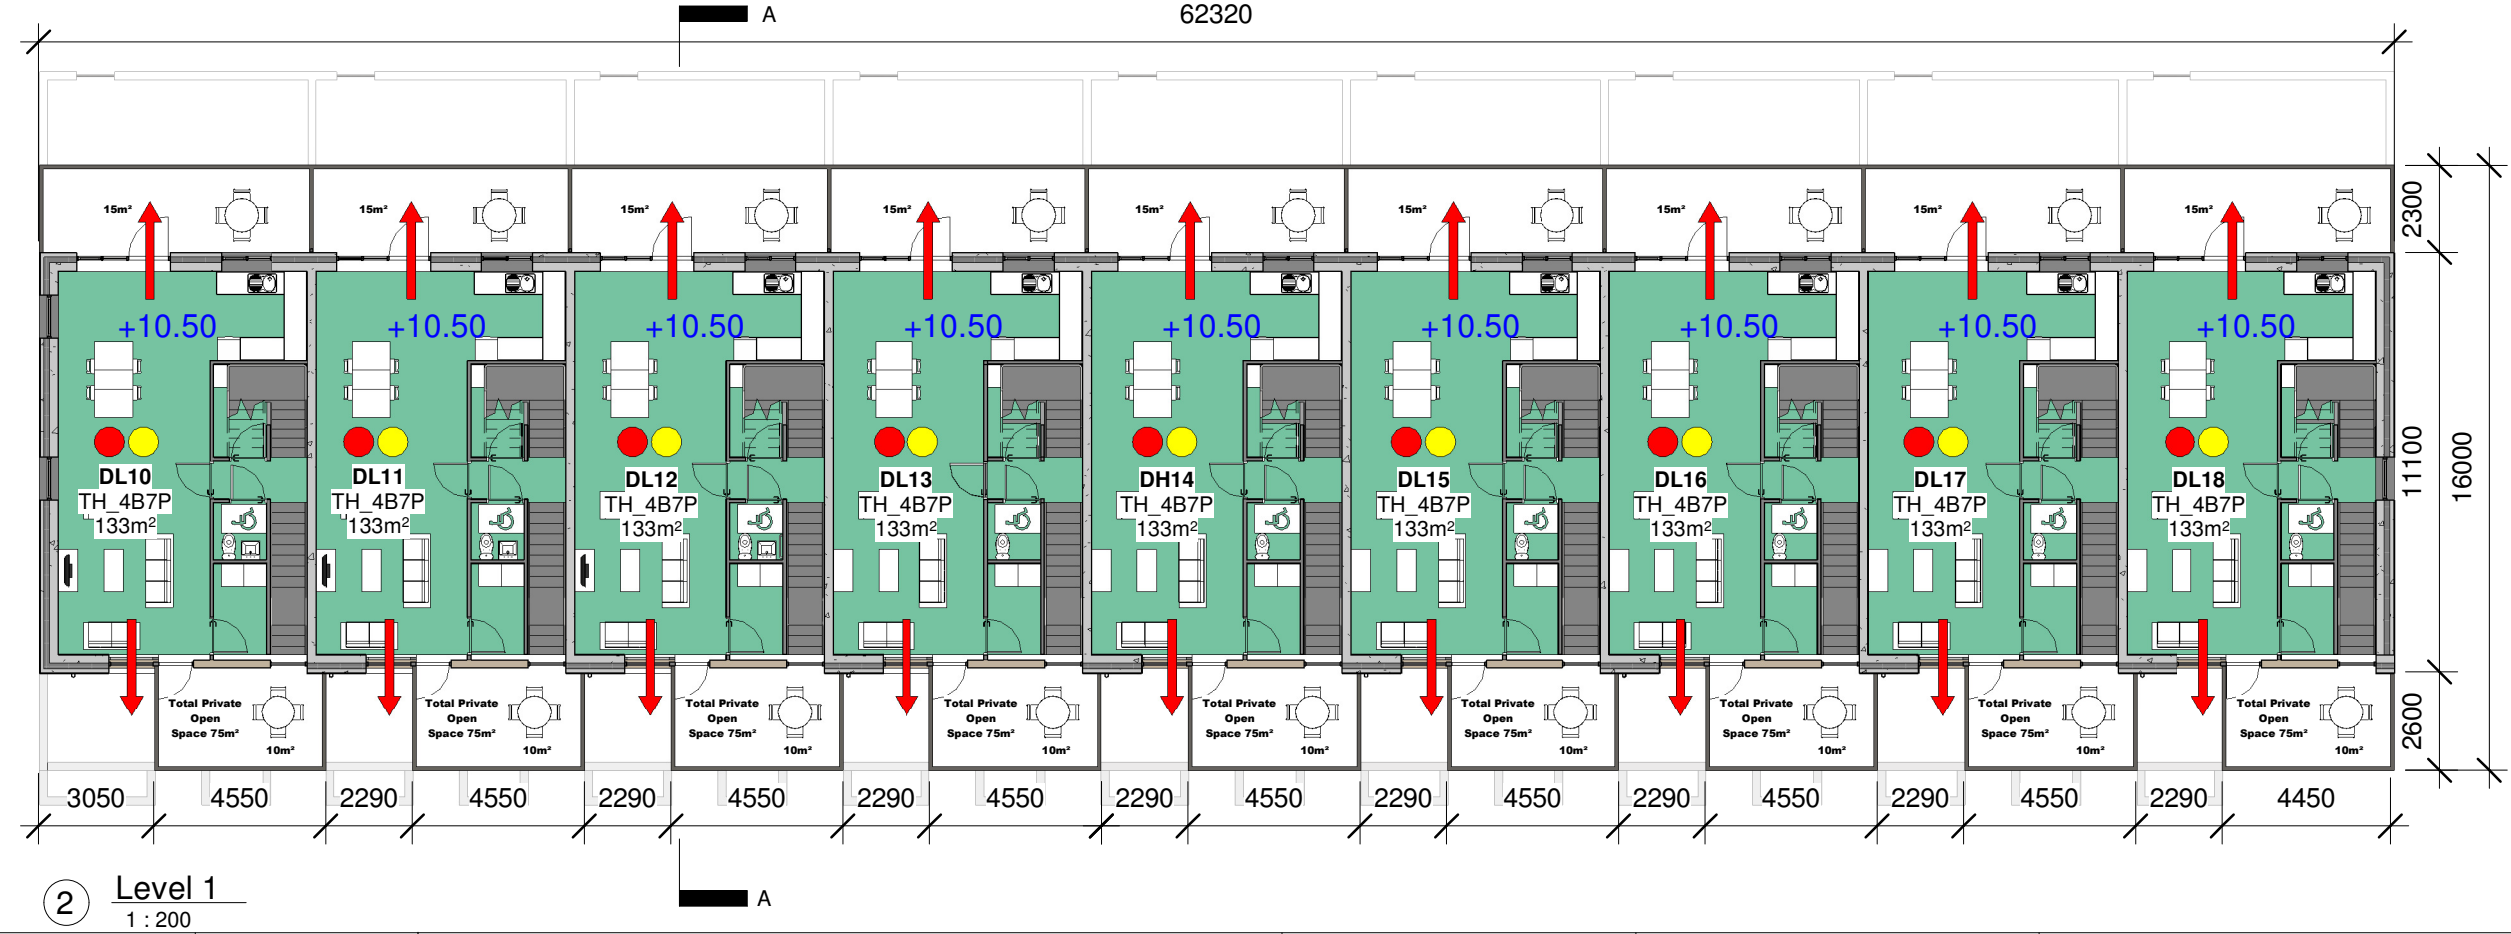 A
62320
15m²
15m²
15m²
15m²
15m²
15m²
15m²
15m²
15m²
2300
+10.50
+10.50
+10.50
+10.50
+10.50
+10.50
+10.50
+10.50
+10.50
11100
16000
DL10
TH_4B7P
133m²
DL11
TH_4B7P
133m²
DL12
TH_4B7P
133m²
DL13
TH_4B7P
133m²
DH14
TH_4B7P
133m²
DL15
TH_4B7P
133m²
DL16
TH_4B7P
133m²
DL17
TH_4B7P
133m²
DL18
TH_4B7P
133m²
Total Private
Open
Space 75m²
10m²
Total Private
Open
Space 75m²
10m²
Total Private
Open
Space 75m²
10m²
Total Private
Open
Space 75m²
10m²
Total Private
Open
Space 75m²
10m²
Total Private
Open
Space 75m²
10m²
Total Private
Open
Space 75m²
10m²
Total Private
Open
Space 75m²
10m²
Total Private
Open
Space 75m²
10m²
2600
3050 4550 2290 4550 2290 4550 2290 4550 2290 4550 2290 4550 2290 4550 2290 4550 2290 4450
2 Level 1
1 : 200
A